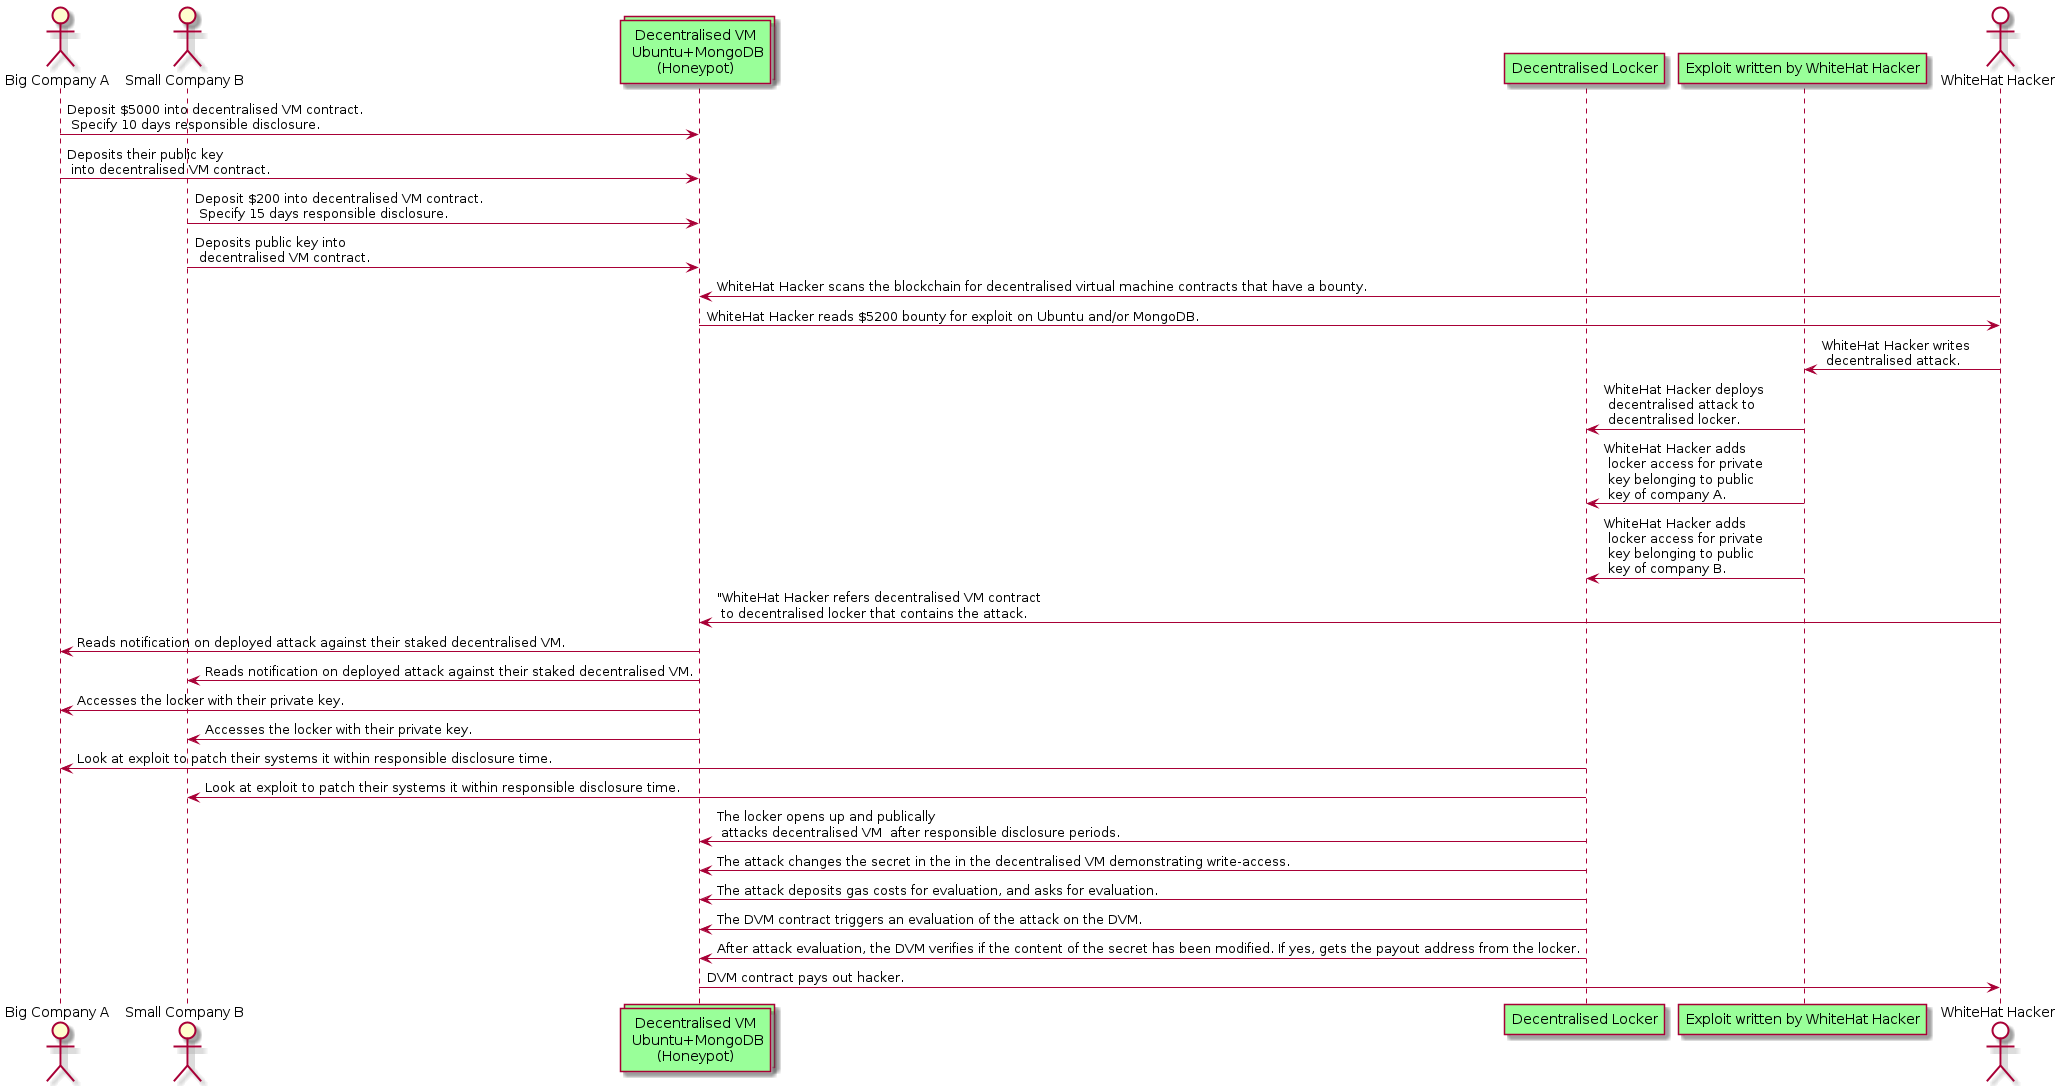 Big Company A
Small Company B
Decentralised VM
Ubuntu+MongoDB
(Honeypot)
Decentralised Locker
Exploit written by WhiteHat Hacker
WhiteHat Hacker
Deposit $5000 into decentralised VM contract.
Specify 10 days responsible disclosure.
Deposits their public key
into decentralised VM contract.
Deposit $200 into decentralised VM contract.
Specify 15 days responsible disclosure.
Deposits public key into
decentralised VM contract.
WhiteHat Hacker scans the blockchain for decentralised virtual machine contracts that have a bounty.
WhiteHat Hacker reads $5200 bounty for exploit on Ubuntu and/or MongoDB.
WhiteHat Hacker writes
decentralised attack.
WhiteHat Hacker deploys
decentralised attack to
decentralised locker.
WhiteHat Hacker adds
locker access for private
key belonging to public
key of company A.
WhiteHat Hacker adds
locker access for private
key belonging to public
key of company B.
"WhiteHat Hacker refers decentralised VM contract
to decentralised locker that contains the attack.
Reads notification on deployed attack against their staked decentralised VM.
Reads notification on deployed attack against their staked decentralised VM.
Accesses the locker with their private key.
Accesses the locker with their private key.
Look at exploit to patch their systems it within responsible disclosure time.
Look at exploit to patch their systems it within responsible disclosure time.
The locker opens up and publically
attacks decentralised VM  after responsible disclosure periods.
The attack changes the secret in the in the decentralised VM demonstrating write-access.
The attack deposits gas costs for evaluation, and asks for evaluation.
The DVM contract triggers an evaluation of the attack on the DVM.
After attack evaluation, the DVM verifies if the content of the secret has been modified. If yes, gets the payout address from the locker.
DVM contract pays out hacker.
Big Company A
Small Company B
Decentralised VM
Ubuntu+MongoDB
(Honeypot)
Decentralised Locker
Exploit written by WhiteHat Hacker
WhiteHat Hacker